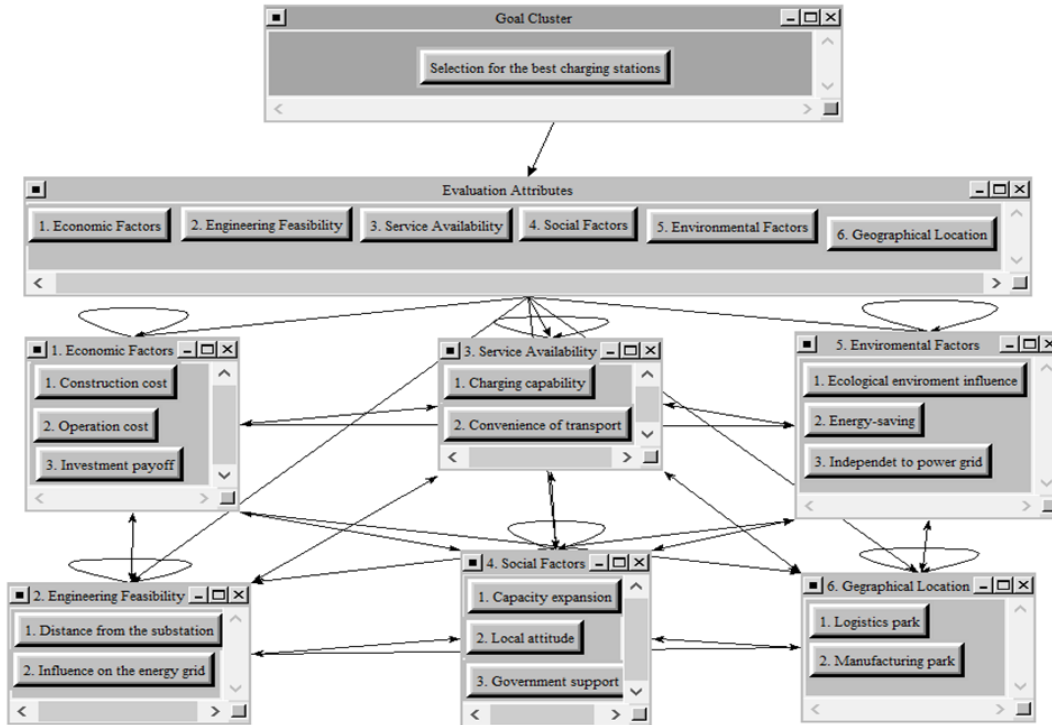 Goal Cluster
Selection for the best charging stations
Evaluation Attributes
1. Economic Factors
2. Engineering Feasibility
3. Service Availability
4. Social Factors
5. Environmental Factors
6. Geographical Location
1. Economic Factors
1. Construction cost
2. Operation cost
3. Investment payoff
3. Service Availability
1. Charging capability
2. Convenience of transport
5. Enviromental Factors
1. Ecological enviroment influence
2. Energy-saving
3. Independet to power grid
2. Engineering Feasibility
1. Distance from the substation
2. Influence on the energy grid
4. Social Factors
1. Capacity expansion
2. Local attitude
3. Government support
6. Gegraphical Location
1. Logistics park
2. Manufacturing park